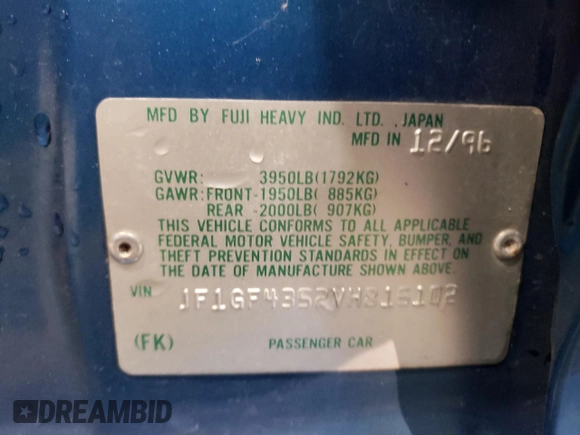 MFD BY FUJI HEAVY IND. LTD. ,JAPAN
MFD IN 12/96
GVWR: 3950LB(1792KG)
GAWR: FRONT-1950LB( 885KG)
REAR -2000LB( 907KG)
THIS VEHICLE CONFORMS TO ALL APPLICABLE
FEDERAL MOTOR VEHICLE SAFETY, BUMPER, AND
THEFT PREVENTION STANDARDS IN EFFECT ON
THE DATE OF MANUFACTURE SHOWN ABOVE.
VIN JF1GF4352VH815102
(FK) PASSENGER CAR
DREAMBID